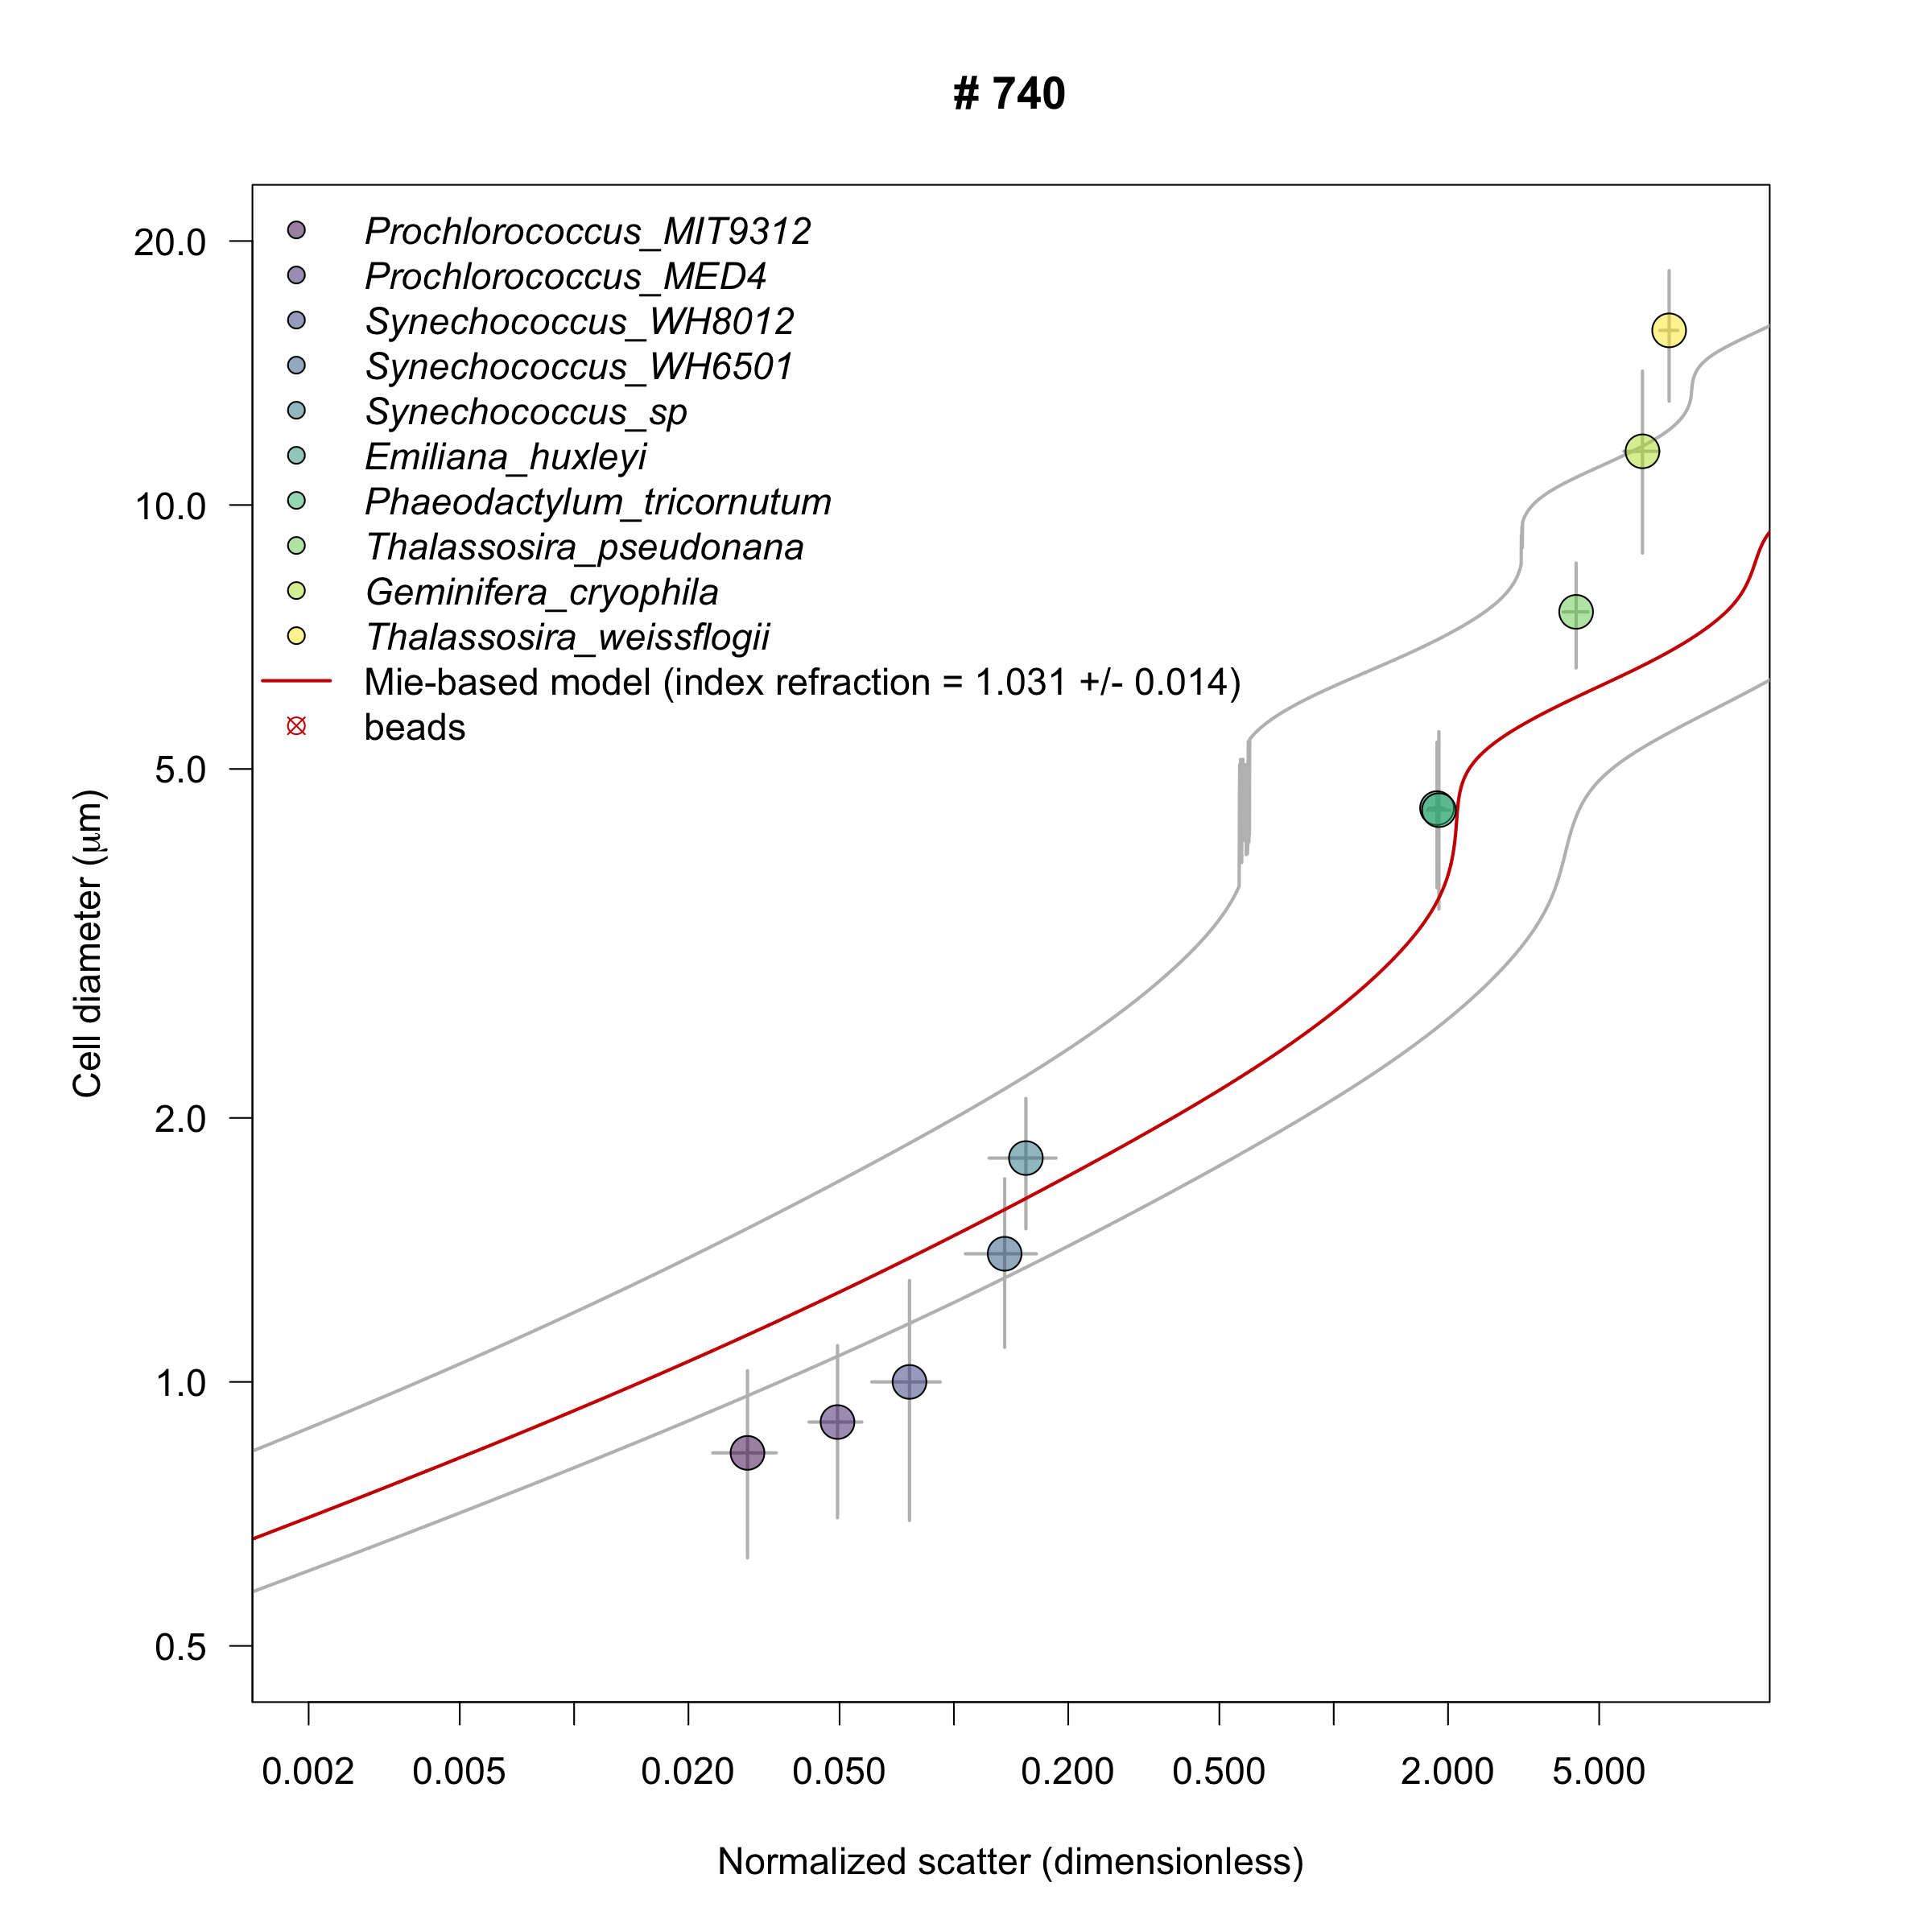 # 740
Prochlorococcus_MIT9312
Prochlorococcus_MED4
Synechococcus_WH8012
Synechococcus_WH6501
Synechococcus_sp
Emiliana_huxleyi
Phaeodactylum_tricornutum
Thalassosira_pseudonana
Geminifera_cryophila
Thalassosira_weissflogii
Mie-based model (index refraction = 1.031 +/- 0.014)
beads
20.0
10.0
5.0
2.0
1.0
0.5
Cell diameter (μm)
0.002 0.005 0.020 0.050 0.200 0.500 2.000 5.000
Normalized scatter (dimensionless)